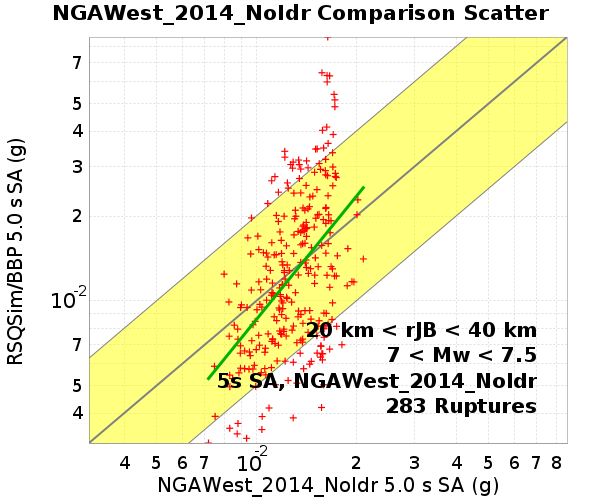 NGAWest_2014_NoIdr Comparison Scatter
RSQSim/BBP 5.0 s SA (g)
7
5
4
3
2
10-2
7
5
4
20 km < rJB < 40 km
7 < Mw < 7.5
5s SA, NGAWest_2014_NoIdr
283 Ruptures
4 5 6 7 10-2 2 3 4 5 6 7 8
NGAWest_2014_NoIdr 5.0 s SA (g)